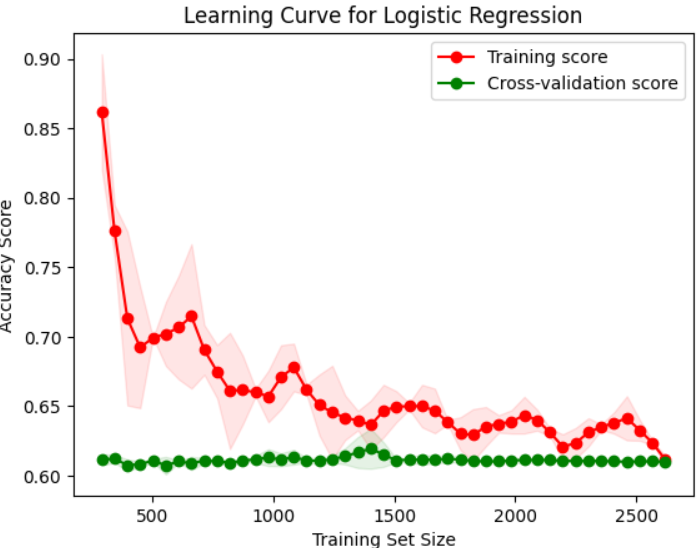 Learning Curve for Logistic Regression
Training score
Cross-validation score
Accuracy Score
0.90
0.85
0.80
0.75
0.70
0.65
0.60
500 1000 1500 2000 2500
Training Set Size